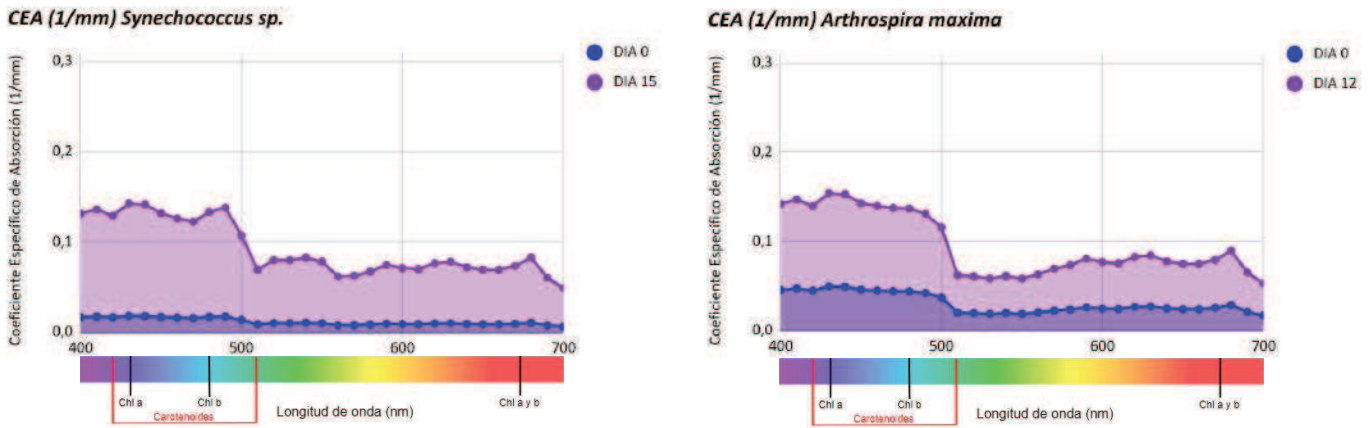 CEA (1/mm) Synechococcus sp.
DIA 0
DIA 15
Coeficiente Específico de Absorción (1/mm)
0,3
0,2
0,1
0,0
400
500
600
700
Chl a
Chl b
Chl a y b
Carotenoides
Longitud de onda (nm)
CEA (1/mm) Arthrospira maxima
DIA 0
DIA 12
Coeficiente Específico de Absorción (1/mm)
0,3
0,2
0,1
0,0
400
500
600
700
Chl a
Chl b
Chl a y b
Carotenoides
Longitud de onda (nm)